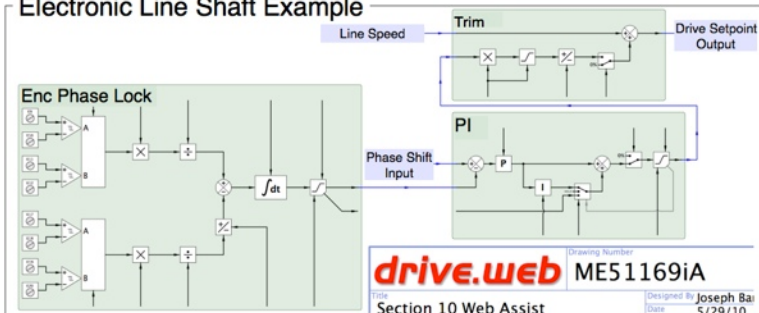 Electronic Line Shaft Example
Line Speed
Trim
Drive Setpoint
Output
Enc Phase Lock
A
B
A
B
∫dt
Phase Shift
Input
PI
P
I
drive.web
Drawing Number
ME51169iA
Title
Section 10 Web Assist
Designed By Joseph Ba
Date 5/29/10